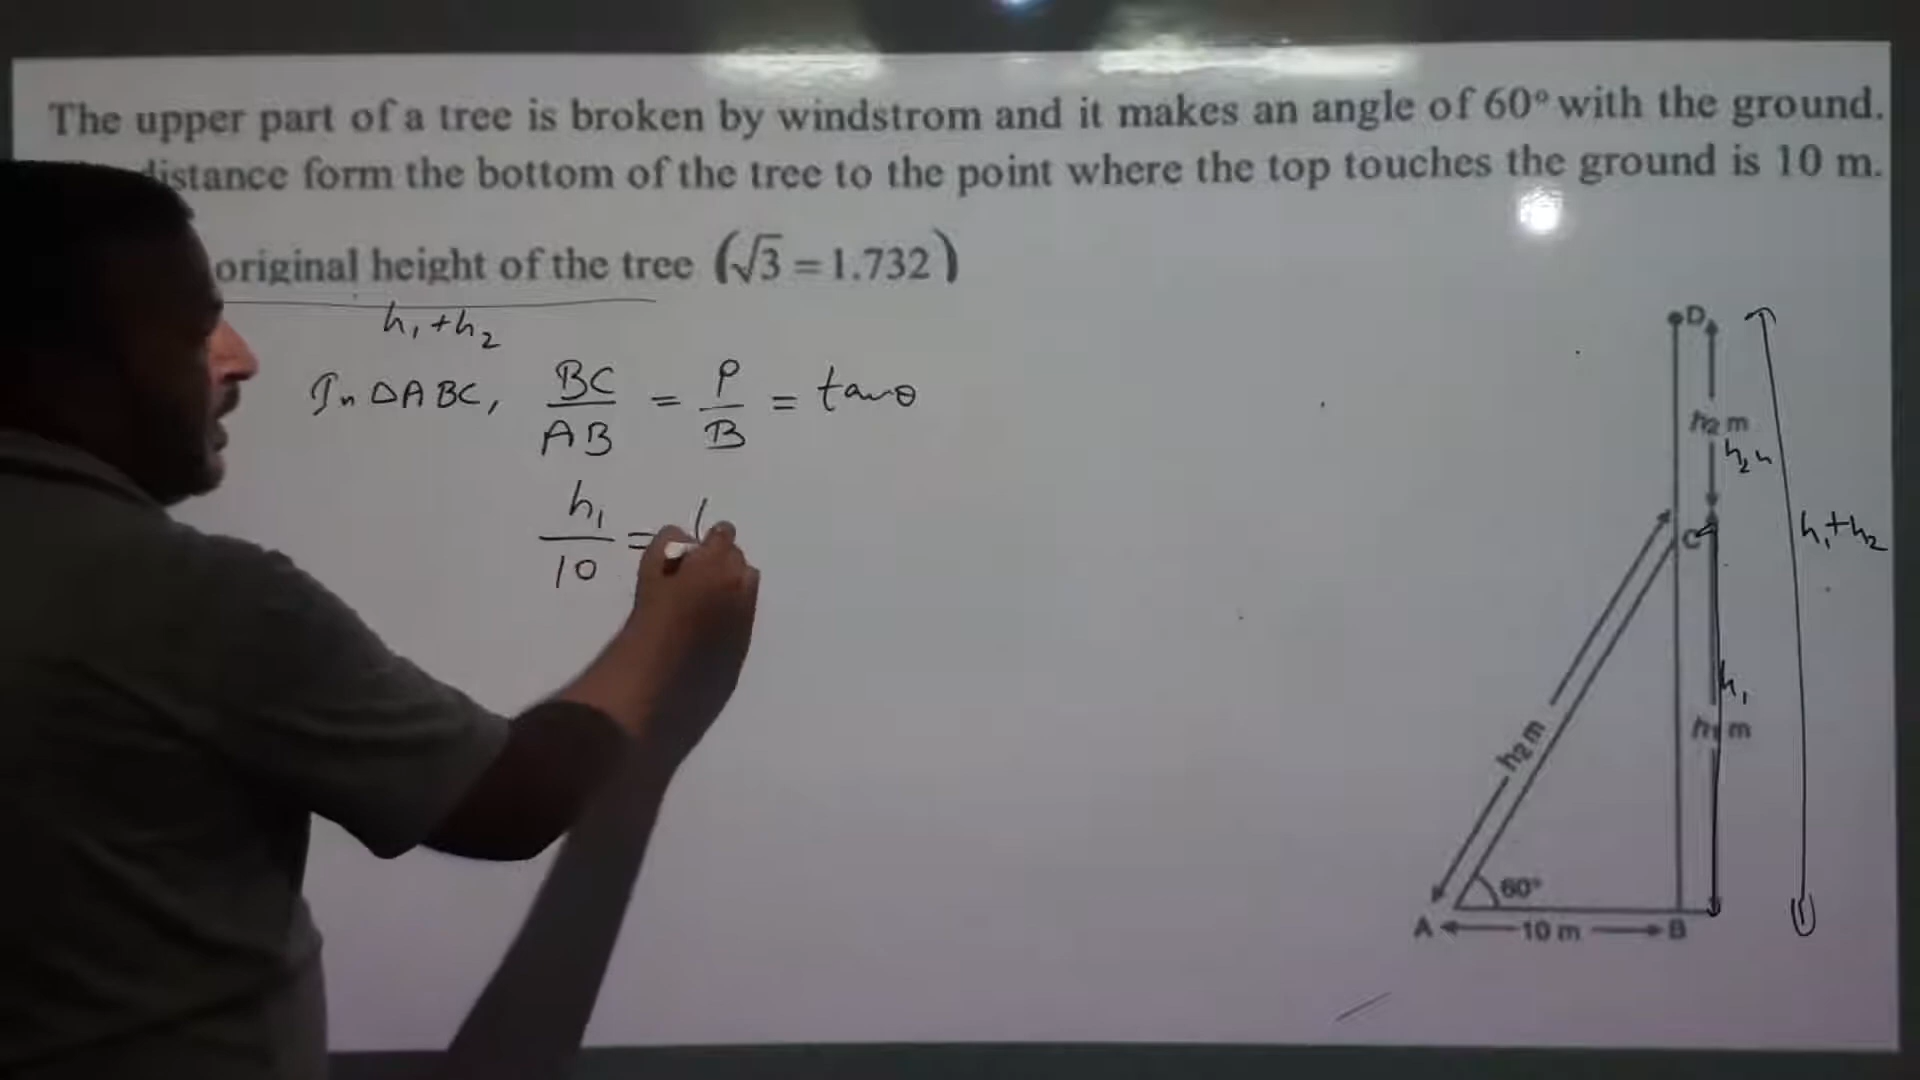 The upper part of a tree is broken by windstrom and it makes an angle of 60° with the ground.
distance form the bottom of the tree to the point where the top touches the ground is 10 m.
original height of the tree (√3 = 1.732)
h₁ + h₂
In △ABC, BC/AB = P/B = tanθ
h₁/10 =
D
h₂ m
h₂
h₁+h₂
C
h₁
h₁ m
h₂ m
60°
A 10 m B